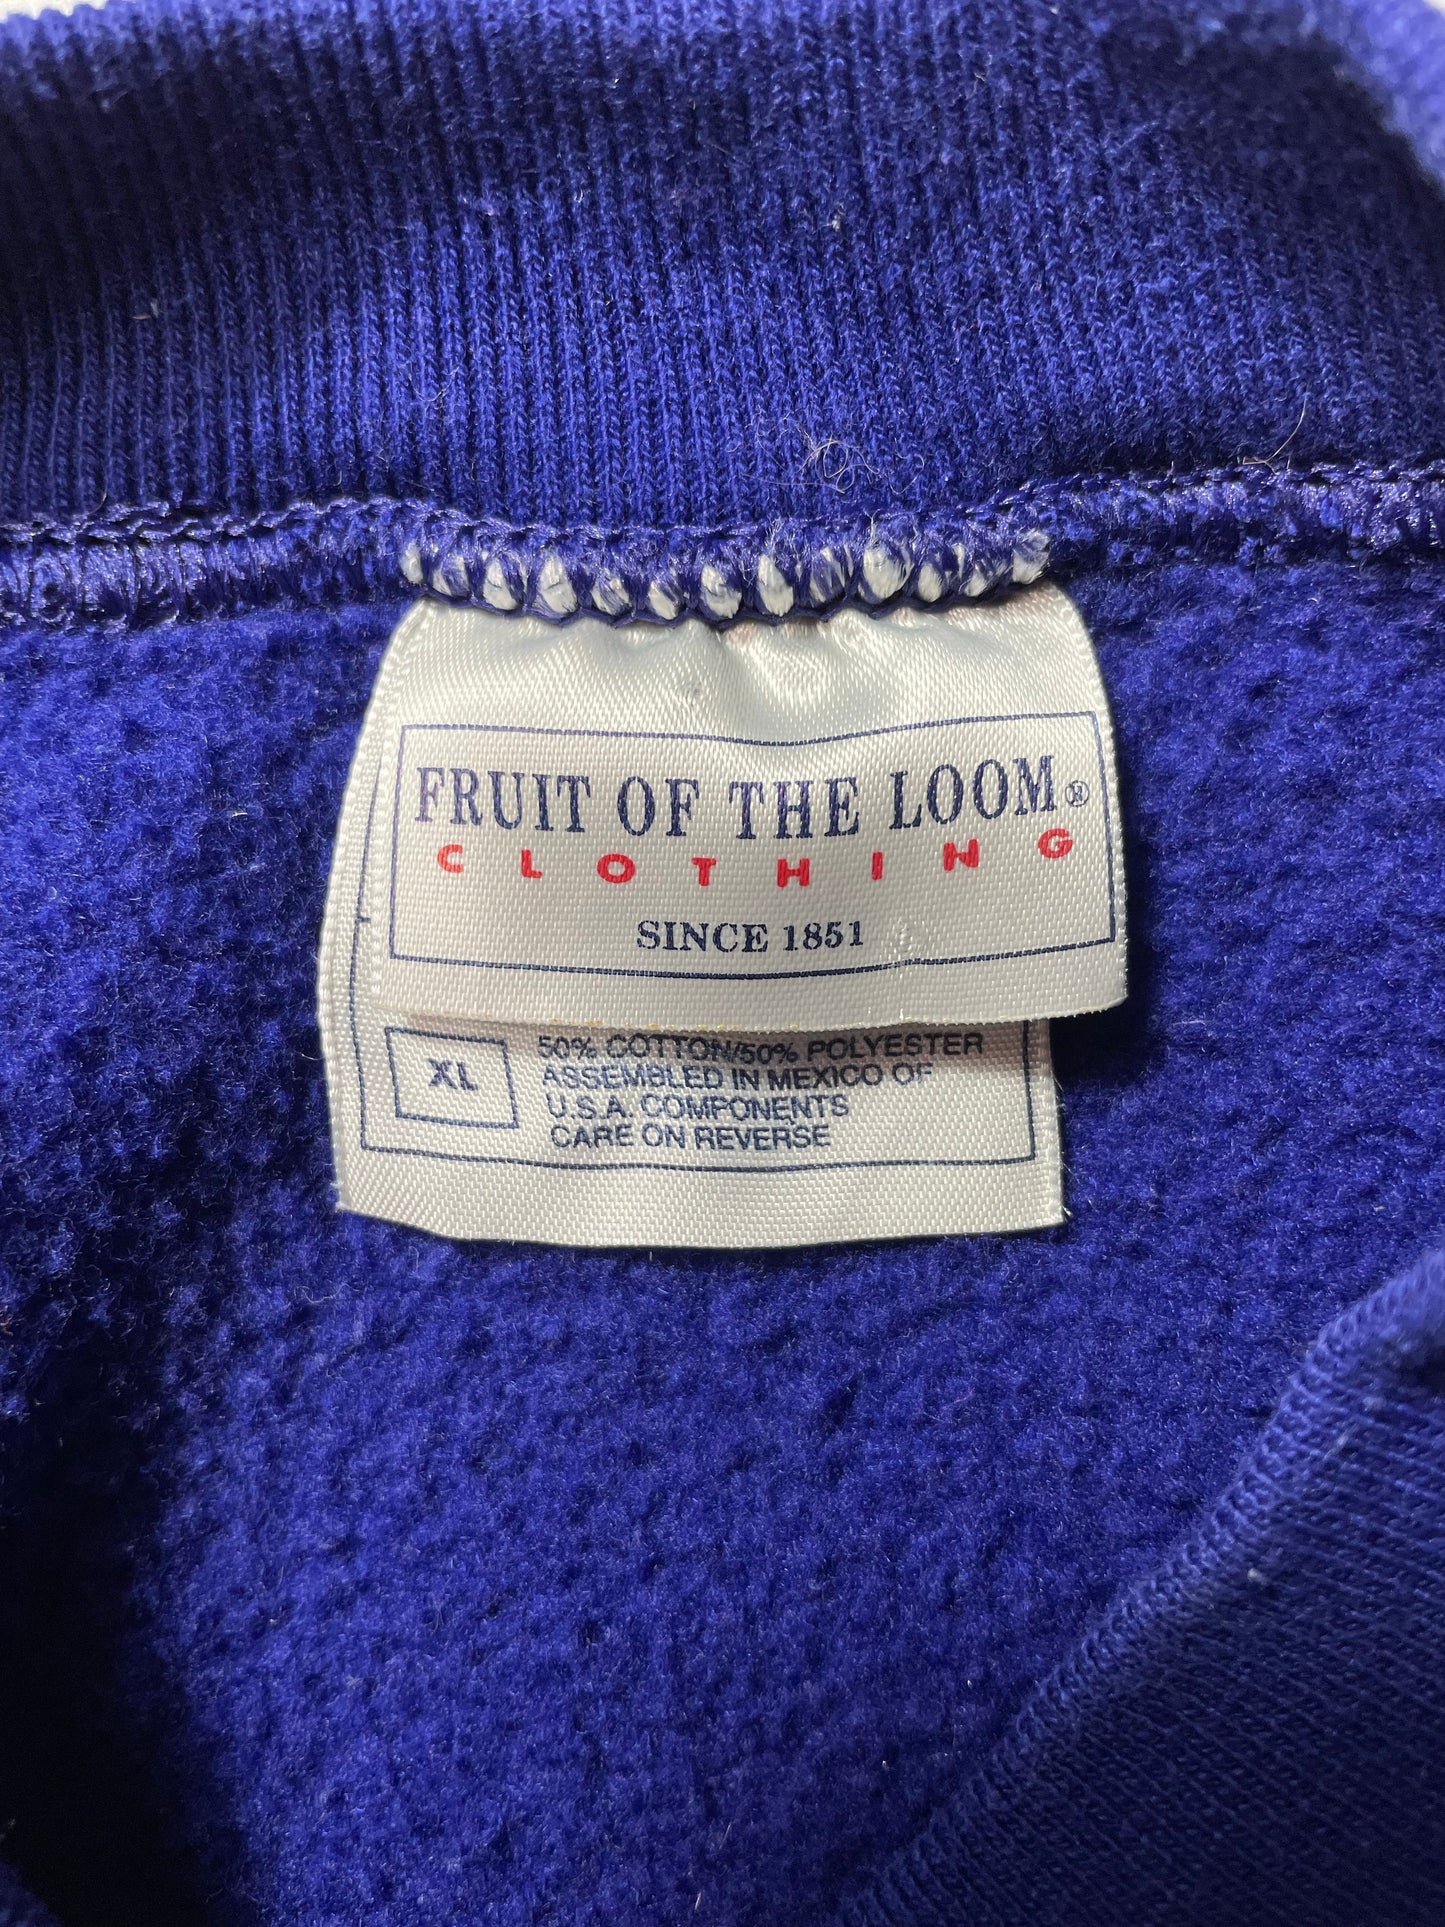 FRUIT OF THE LOOM®
CLOTHING
SINCE 1851
XL
50% COTTON/50% POLYESTER
ASSEMBLED IN MEXICO OF
U.S.A. COMPONENTS
CARE ON REVERSE